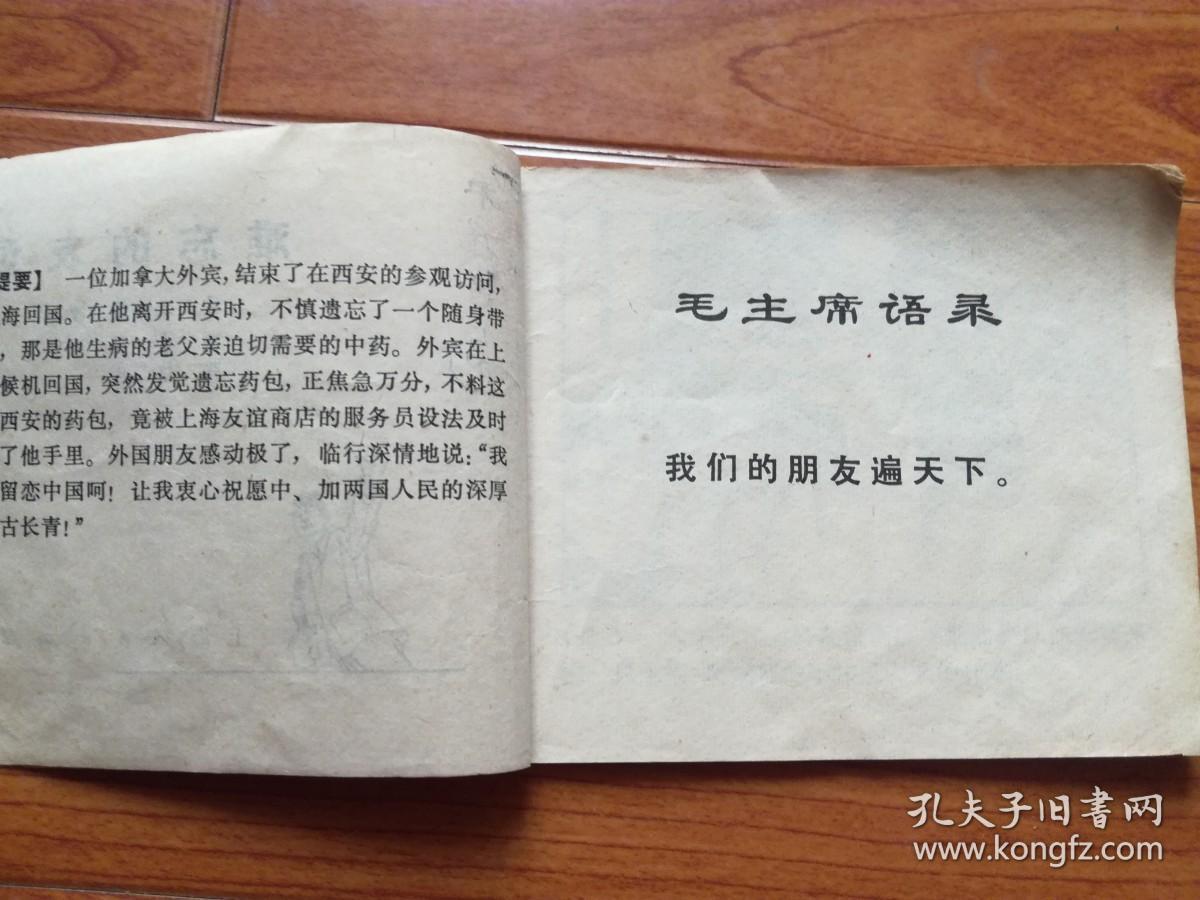 提要】 一位加拿大外宾，结束了在西安的参观访问，
海回国。在他离开西安时，不慎遗忘了一个随身带
，那是他生病的老父亲迫切需要的中药。外宾在上
候机回国，突然发觉遗忘药包，正焦急万分，不料这
西安的药包，竟被上海友谊商店的服务员设法及时
了他手里。外国朋友感动极了，临行深情地说：“我
留恋中国呵！让我衷心祝愿中、加两国人民的深厚
古长青！”
毛主席语录
我们的朋友遍天下。
孔夫子旧书网
www.kongfz.com